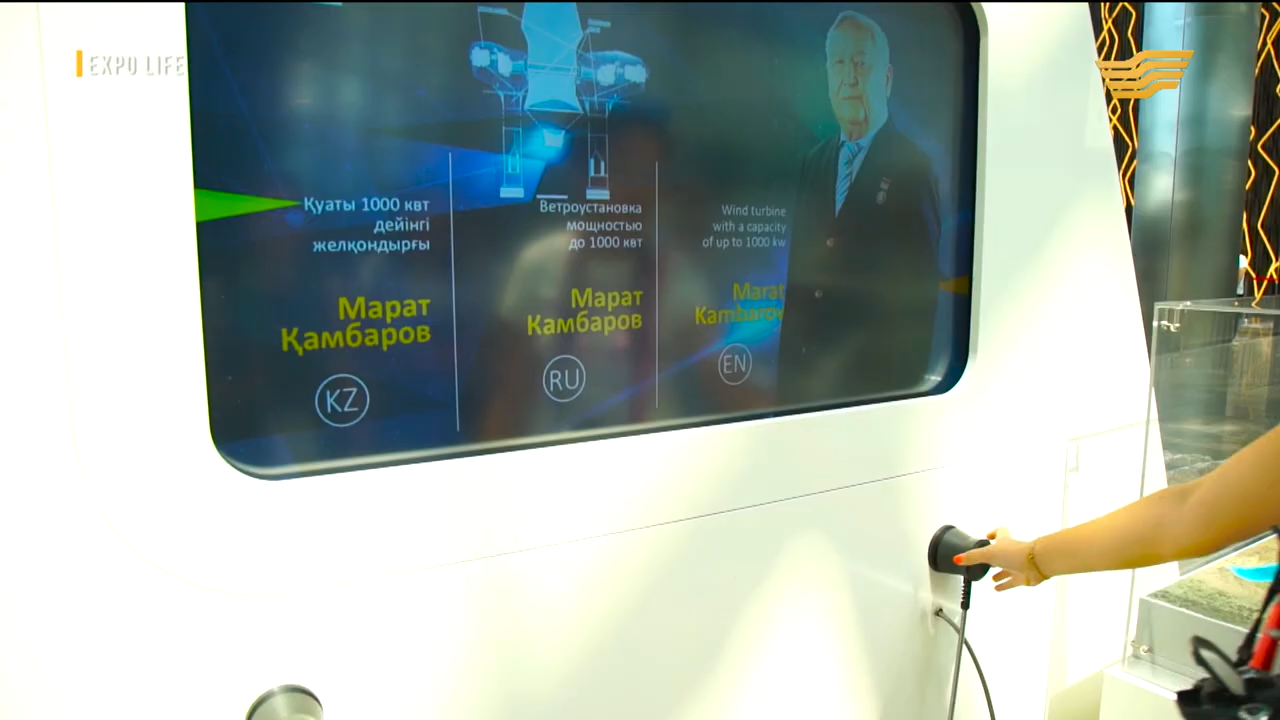 EXPO LIFE
Қуаты 1000 квт
дейінгі
желқондырғы
Марат
Қамбаров
KZ
Ветроустановка
мощностью
до 1000 квт
Марат
Камбаров
RU
Wind turbine
with a capacity
of up to 1000 kw
Marat
Kambarov
EN